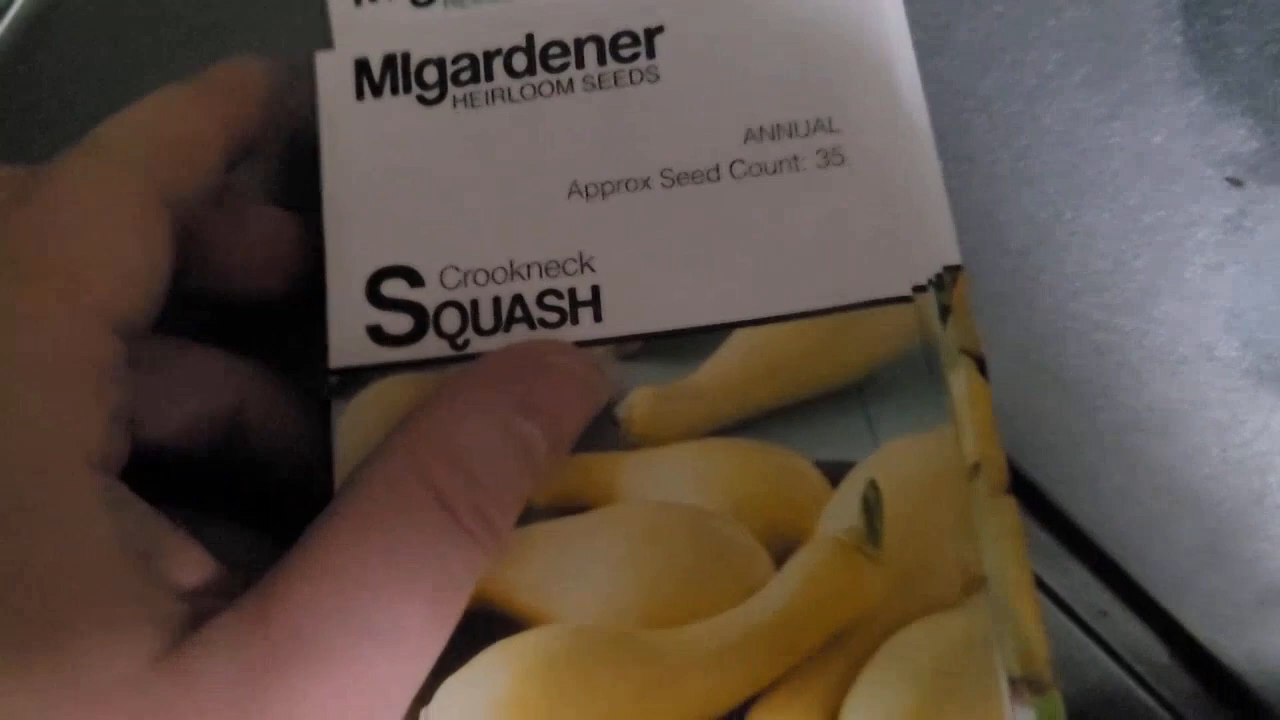 MIgardener
HEIRLOOM SEEDS
ANNUAL
Approx Seed Count: 35
Crookneck
SQUASH